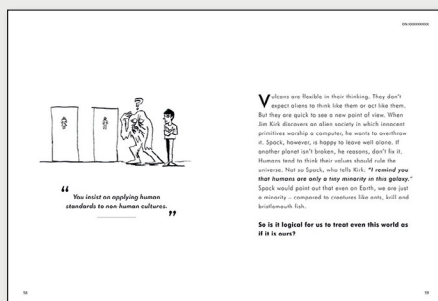 You insist on applying human
standards to non human cultures.
Vulcans are flexible in their thinking. They don't
expect aliens to think like them or act like them.
But they are quick to see a new point of view. When
Jim Kirk discovers an alien society in which innocent
primitives worship a computer, he wants to overthrow
it. Spock, however, is happy to leave well alone. If
another planet isn't broken, he reasons, don't fix it.
Humans tend to think their values should rule the
universe. Not so Spock, who tells Kirk. "I remind you
that humans are only a tiny minority in this galaxy."
Spock would point out that even on Earth, we are just
a minority – compared to creatures like ants, krill and
bristlemouth fish.
So is it logical for us to treat even this world as
if it is ours?